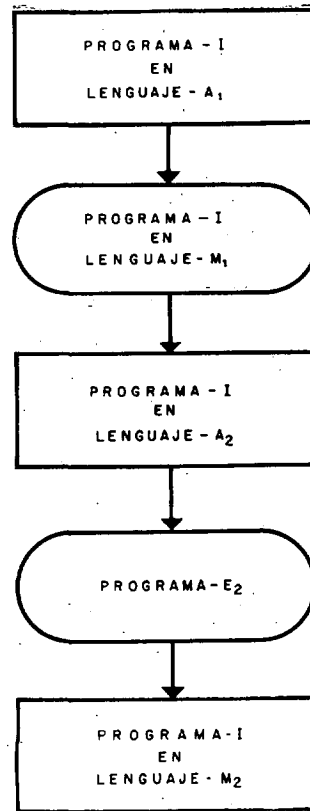 PROGRAMA-I
EN
LENGUAJE-A₁
PROGRAMA-I
EN
LENGUAJE-M₁
PROGRAMA-I
EN
LENGUAJE-A₂
PROGRAMA-E₂
PROGRAMA-I
EN
LENGUAJE-M₂